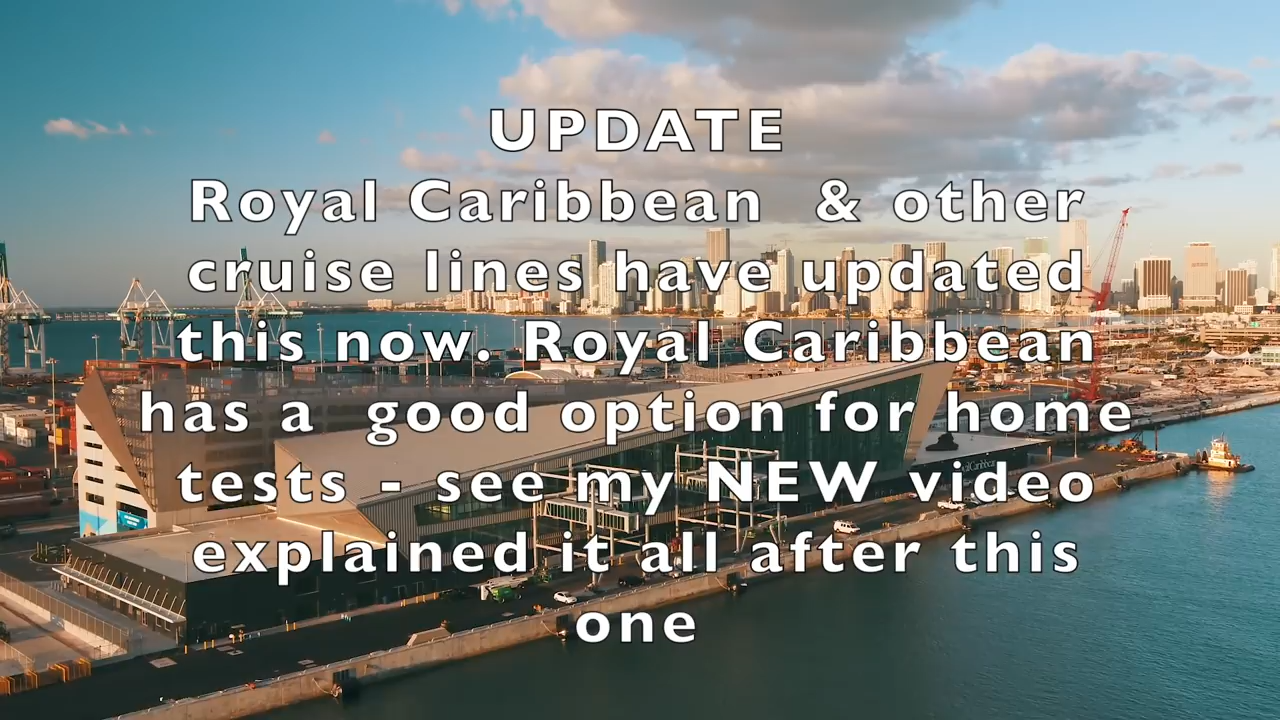 UPDATE
Royal Caribbean & other
cruise lines have updated
this now. Royal Caribbean
has a good option for home
tests - see my NEW video
explained it all after this
one